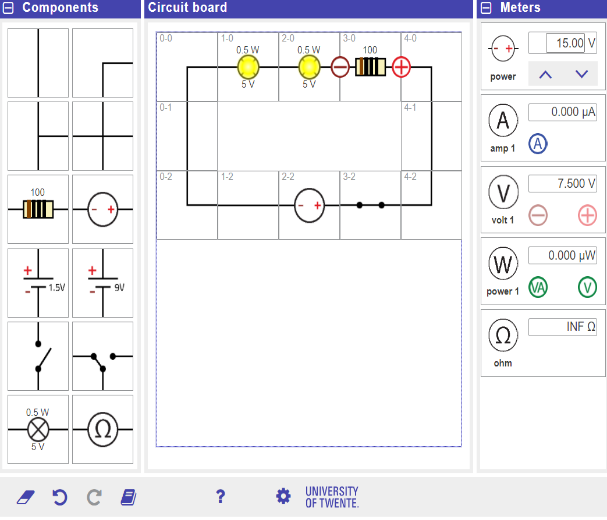 Components
Circuit board
Meters
0-0
1-0
2-0
3-0
4-0
0.5 W
0.5 W
100
5 V
5 V
0-1
4-1
0-2
1-2
2-2
3-2
4-2
- +
100
- +
+
-
1.5V
+
-
9V
0.5 W
5 V
Ω
- +
15.00 V
power
A
0.000 µA
amp 1
A
V
7.500 V
volt 1
W
0.000 µW
power 1
VA
V
Ω
INF Ω
ohm
?
UNIVERSITY
OF TWENTE.